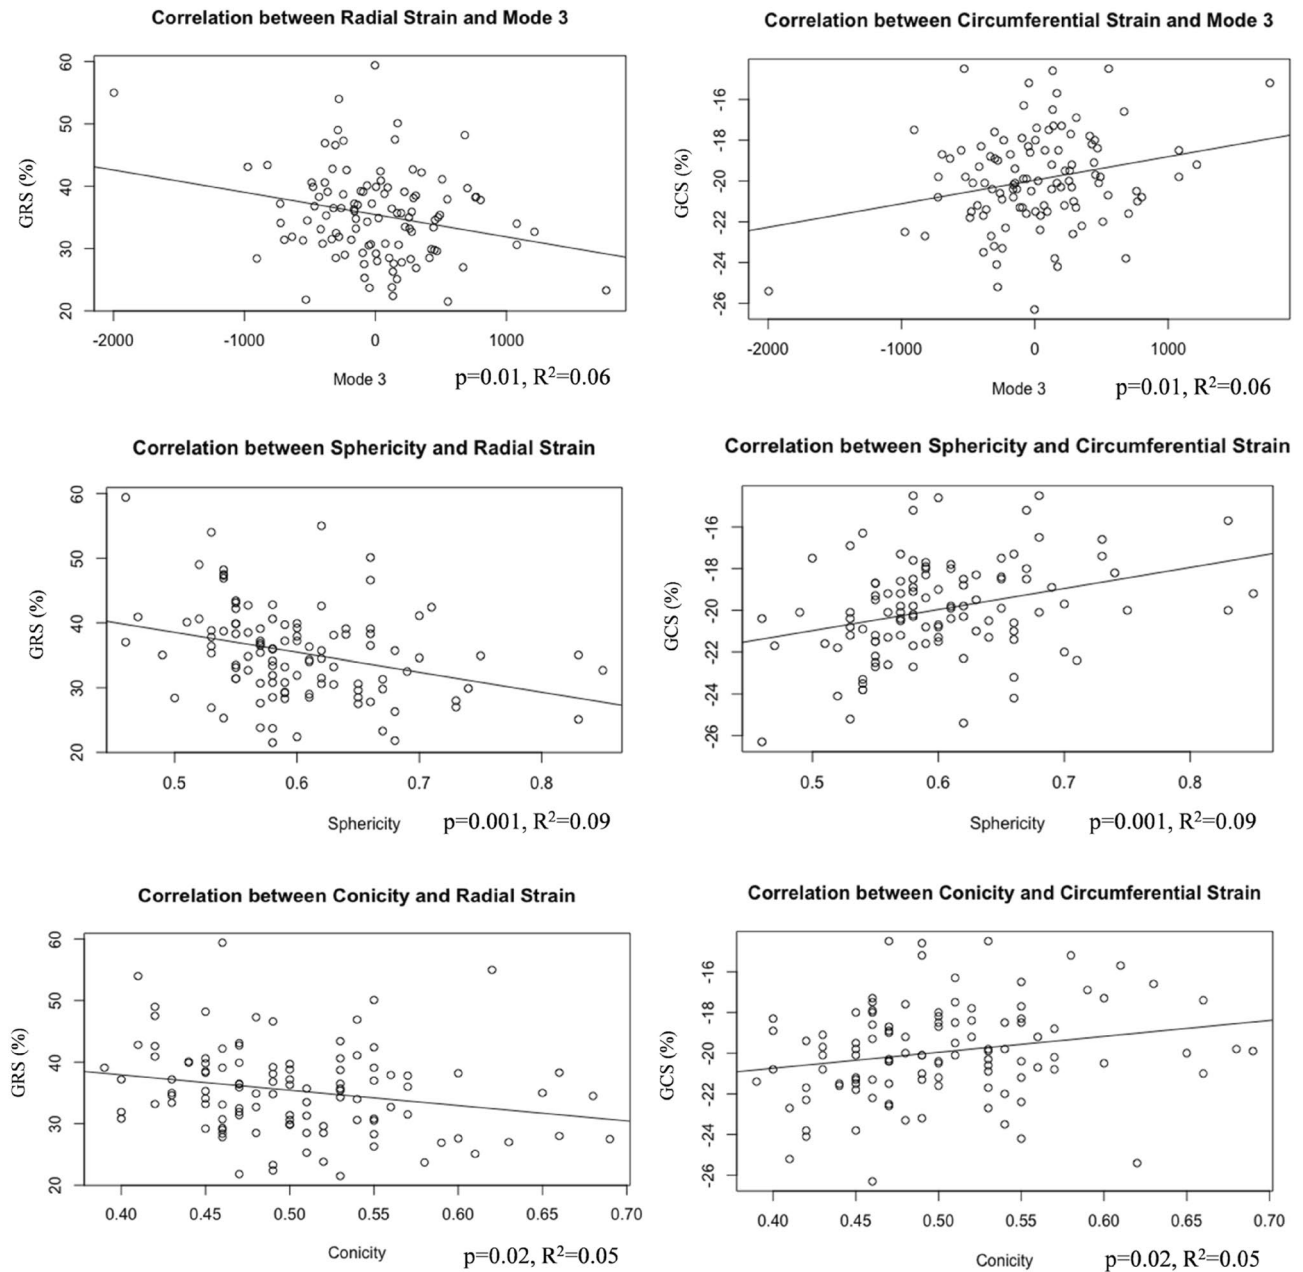 Correlation between Radial Strain and Mode 3
GRS (%)
60
50
40
30
20
-2000 -1000 0 1000
Mode 3
p=0.01, R²=0.06
Correlation between Circumferential Strain and Mode 3
GCS (%)
-16
-18
-20
-22
-24
-26
-2000 -1000 0 1000
Mode 3
p=0.01, R²=0.06
Correlation between Sphericity and Radial Strain
GRS (%)
60
50
40
30
20
0.5 0.6 0.7 0.8
Sphericity
p=0.001, R²=0.09
Correlation between Sphericity and Circumferential Strain
GCS (%)
-16
-18
-20
-22
-24
-26
0.5 0.6 0.7 0.8
Sphericity
p=0.001, R²=0.09
Correlation between Conicity and Radial Strain
GRS (%)
60
50
40
30
20
0.40 0.45 0.50 0.55 0.60 0.65 0.70
Conicity
p=0.02, R²=0.05
Correlation between Conicity and Circumferential Strain
GCS (%)
-16
-18
-20
-22
-24
-26
0.40 0.45 0.50 0.55 0.60 0.65 0.70
Conicity
p=0.02, R²=0.05